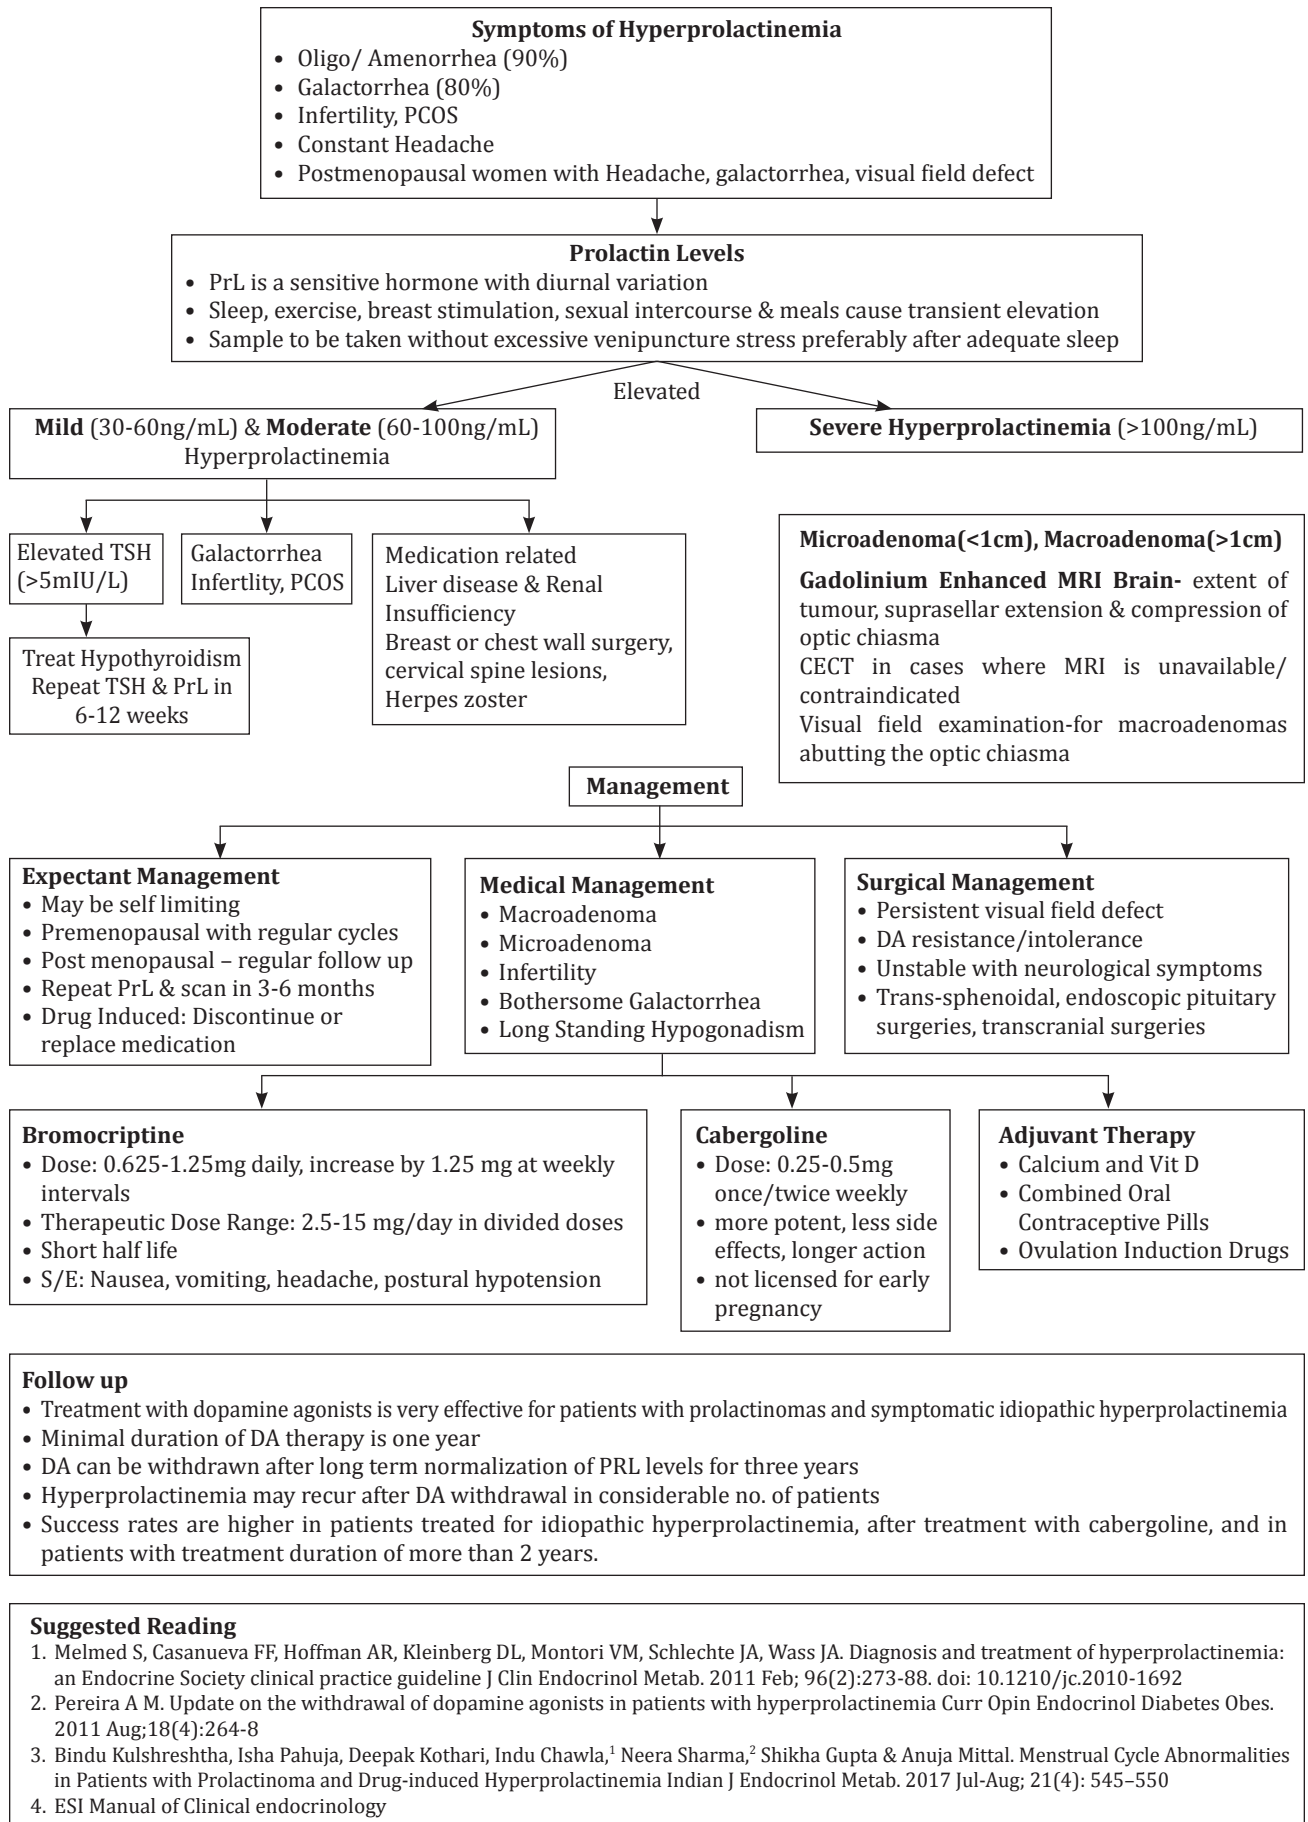 Symptoms of Hyperprolactinemia
• Oligo/ Amenorrhea (90%)
• Galactorrhea (80%)
• Infertility, PCOS
• Constant Headache
• Postmenopausal women with Headache, galactorrhea, visual field defect
Prolactin Levels
• PrL is a sensitive hormone with diurnal variation
• Sleep, exercise, breast stimulation, sexual intercourse & meals cause transient elevation
• Sample to be taken without excessive venipuncture stress preferably after adequate sleep
Elevated
Mild (30-60ng/mL) & Moderate (60-100ng/mL)
Hyperprolactinemia
Severe Hyperprolactinemia (>100ng/mL)
Elevated TSH
(>5mIU/L)
Galactorrhea
Infertlity, PCOS
Medication related
Liver disease & Renal
Insufficiency
Breast or chest wall surgery,
cervical spine lesions,
Herpes zoster
Treat Hypothyroidism
Repeat TSH & PrL in
6-12 weeks
Microadenoma(<1cm), Macroadenoma(>1cm)
Gadolinium Enhanced MRI Brain- extent of
tumour, suprasellar extension & compression of
optic chiasma
CECT in cases where MRI is unavailable/
contraindicated
Visual field examination-for macroadenomas
abutting the optic chiasma
Management
Expectant Management
• May be self limiting
• Premenopausal with regular cycles
• Post menopausal – regular follow up
• Repeat PrL & scan in 3-6 months
• Drug Induced: Discontinue or
replace medication
Medical Management
• Macroadenoma
• Microadenoma
• Infertility
• Bothersome Galactorrhea
• Long Standing Hypogonadism
Surgical Management
• Persistent visual field defect
• DA resistance/intolerance
• Unstable with neurological symptoms
• Trans-sphenoidal, endoscopic pituitary
surgeries, transcranial surgeries
Bromocriptine
• Dose: 0.625-1.25mg daily, increase by 1.25 mg at weekly
intervals
• Therapeutic Dose Range: 2.5-15 mg/day in divided doses
• Short half life
• S/E: Nausea, vomiting, headache, postural hypotension
Cabergoline
• Dose: 0.25-0.5mg
once/twice weekly
• more potent, less side
effects, longer action
• not licensed for early
pregnancy
Adjuvant Therapy
• Calcium and Vit D
• Combined Oral
Contraceptive Pills
• Ovulation Induction Drugs
Follow up
• Treatment with dopamine agonists is very effective for patients with prolactinomas and symptomatic idiopathic hyperprolactinemia
• Minimal duration of DA therapy is one year
• DA can be withdrawn after long term normalization of PRL levels for three years
• Hyperprolactinemia may recur after DA withdrawal in considerable no. of patients
• Success rates are higher in patients treated for idiopathic hyperprolactinemia, after treatment with cabergoline, and in
patients with treatment duration of more than 2 years.
Suggested Reading
1. Melmed S, Casanueva FF, Hoffman AR, Kleinberg DL, Montori VM, Schlechte JA, Wass JA. Diagnosis and treatment of hyperprolactinemia:
an Endocrine Society clinical practice guideline J Clin Endocrinol Metab. 2011 Feb; 96(2):273-88. doi: 10.1210/jc.2010-1692
2. Pereira A M. Update on the withdrawal of dopamine agonists in patients with hyperprolactinemia Curr Opin Endocrinol Diabetes Obes.
2011 Aug;18(4):264-8
3. Bindu Kulshreshtha, Isha Pahuja, Deepak Kothari, Indu Chawla,¹ Neera Sharma,² Shikha Gupta & Anuja Mittal. Menstrual Cycle Abnormalities
in Patients with Prolactinoma and Drug-induced Hyperprolactinemia Indian J Endocrinol Metab. 2017 Jul-Aug; 21(4): 545–550
4. ESI Manual of Clinical endocrinology